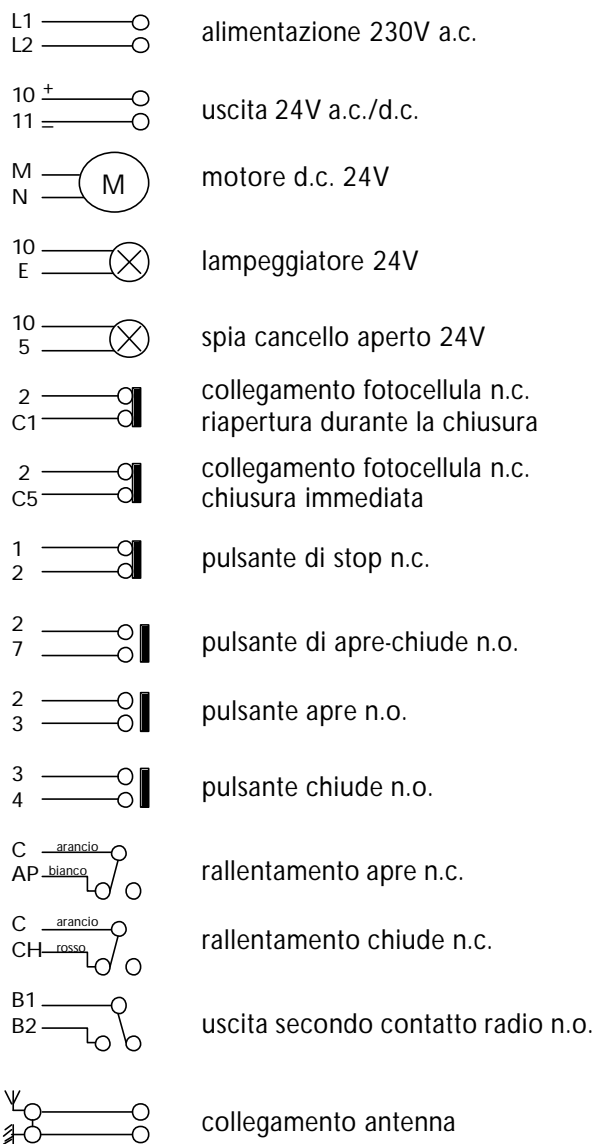 L1
L2
alimentazione 230V a.c.
10 +
11 –
uscita 24V a.c./d.c.
M
N
M
motore d.c. 24V
10
E
lampeggiatore 24V
10
5
spia cancello aperto 24V
2
C1
collegamento fotocellula n.c.
riapertura durante la chiusura
2
C5
collegamento fotocellula n.c.
chiusura immediata
1
2
pulsante di stop n.c.
2
7
pulsante di apre-chiude n.o.
2
3
pulsante apre n.o.
3
4
pulsante chiude n.o.
C arancio
AP bianco
rallentamento apre n.c.
C arancio
CH rosso
rallentamento chiude n.c.
B1
B2
uscita secondo contatto radio n.o.
collegamento antenna